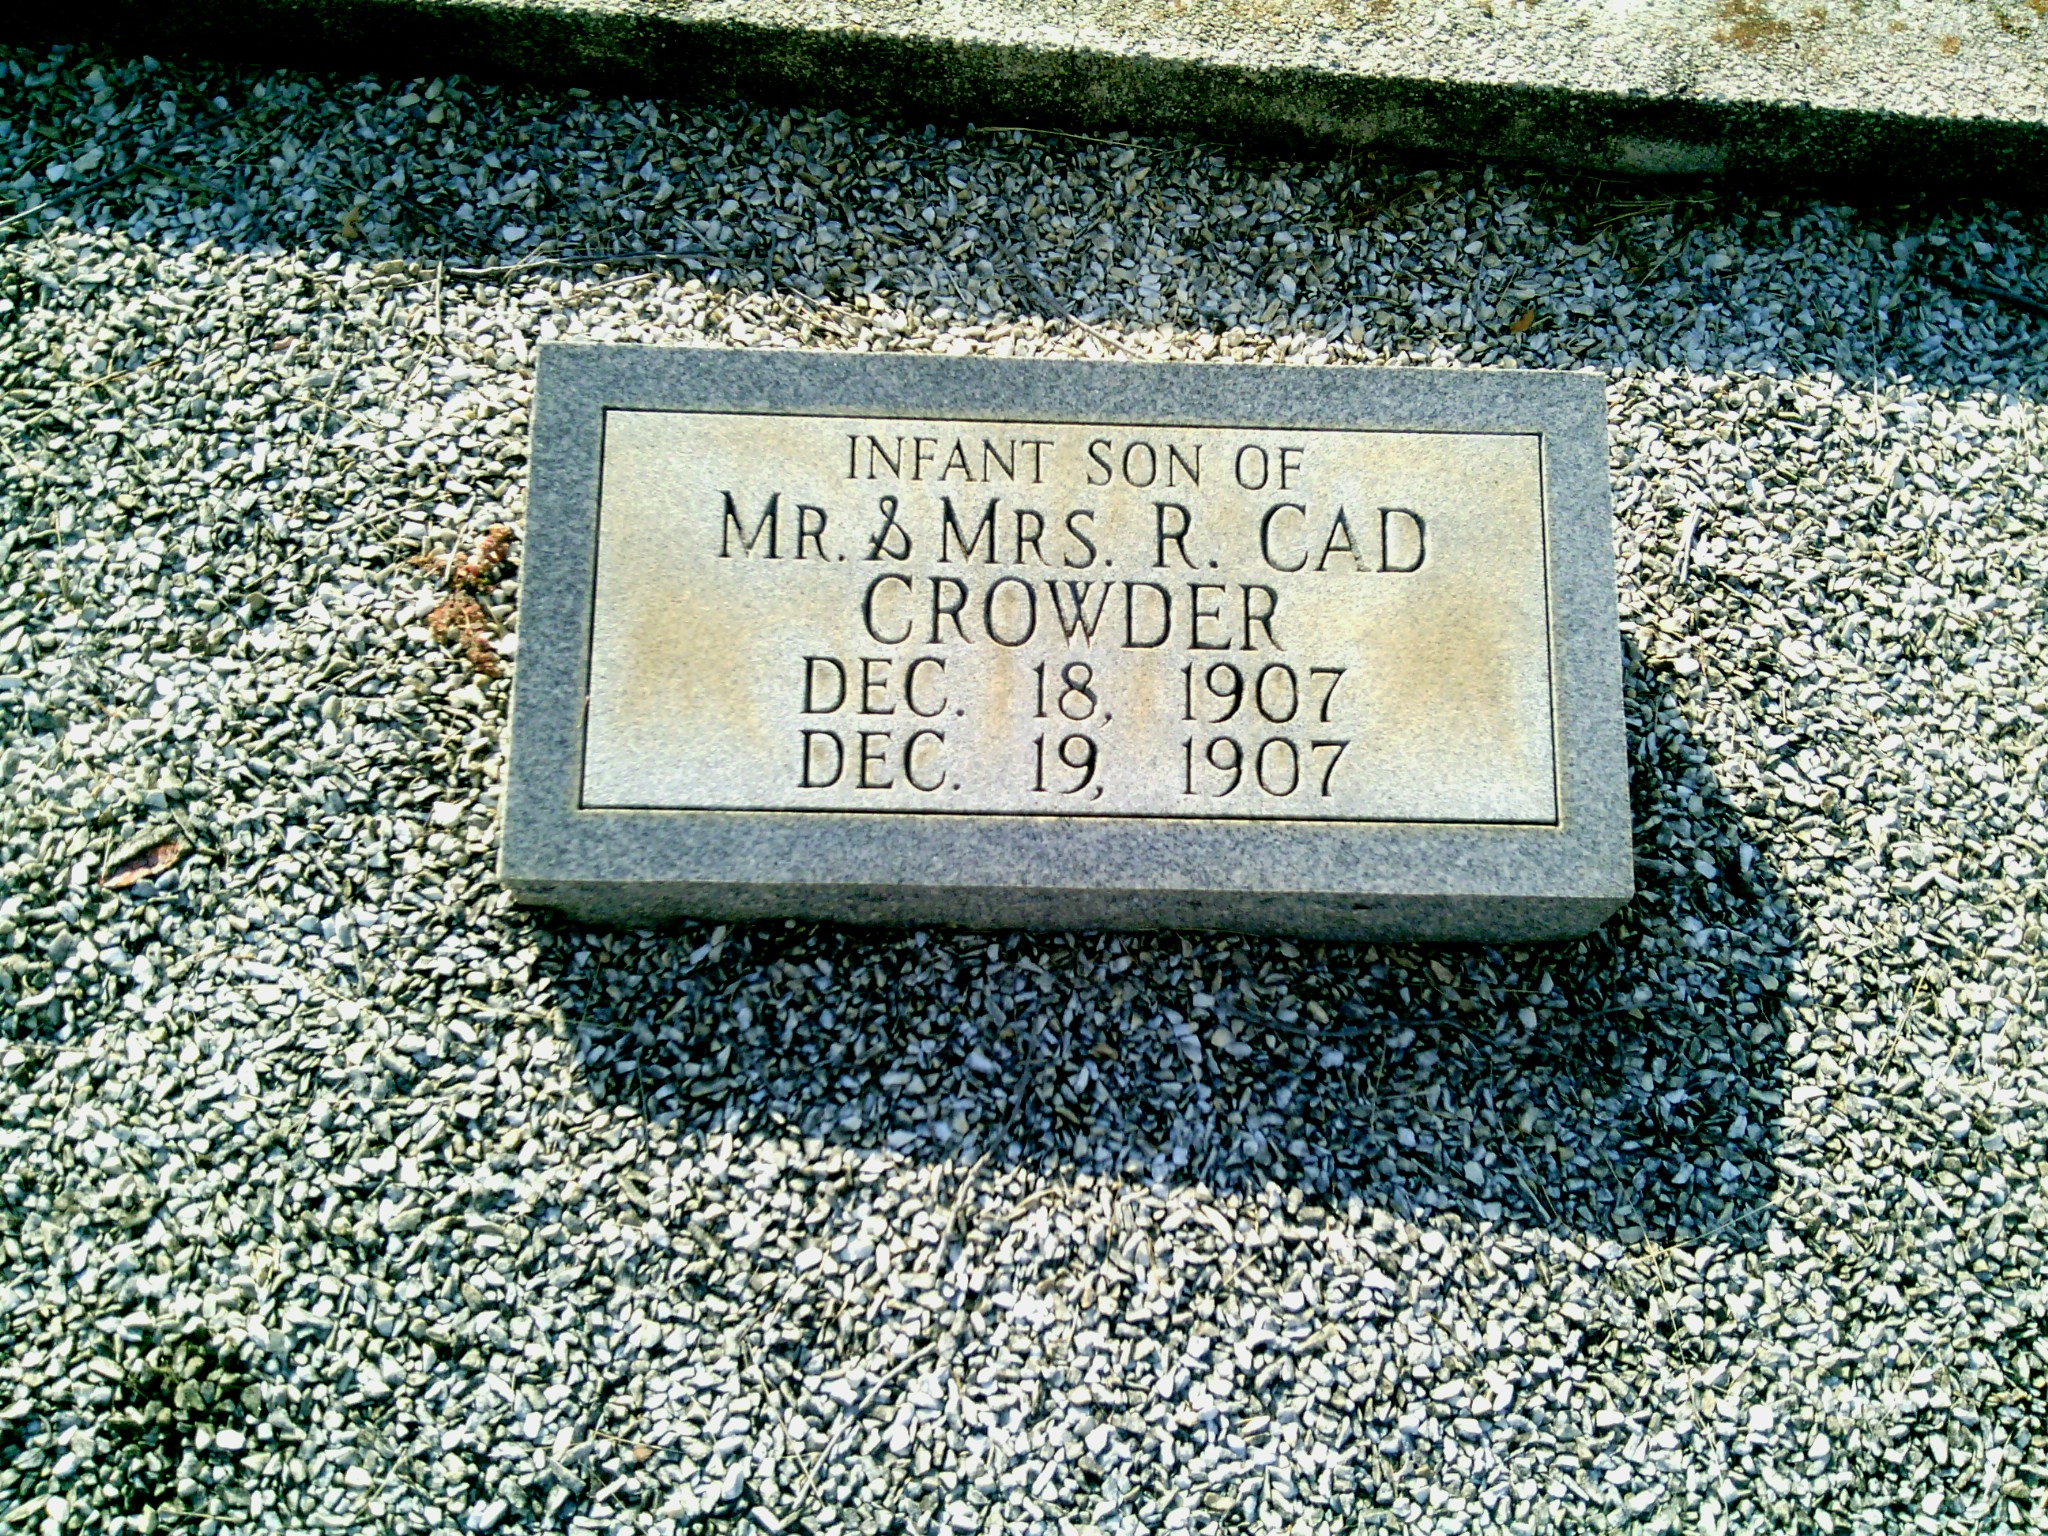 INFANT SON OF
MR. & MRS. R. CAD
CROWDER
DEC. 18, 1907
DEC. 19, 1907